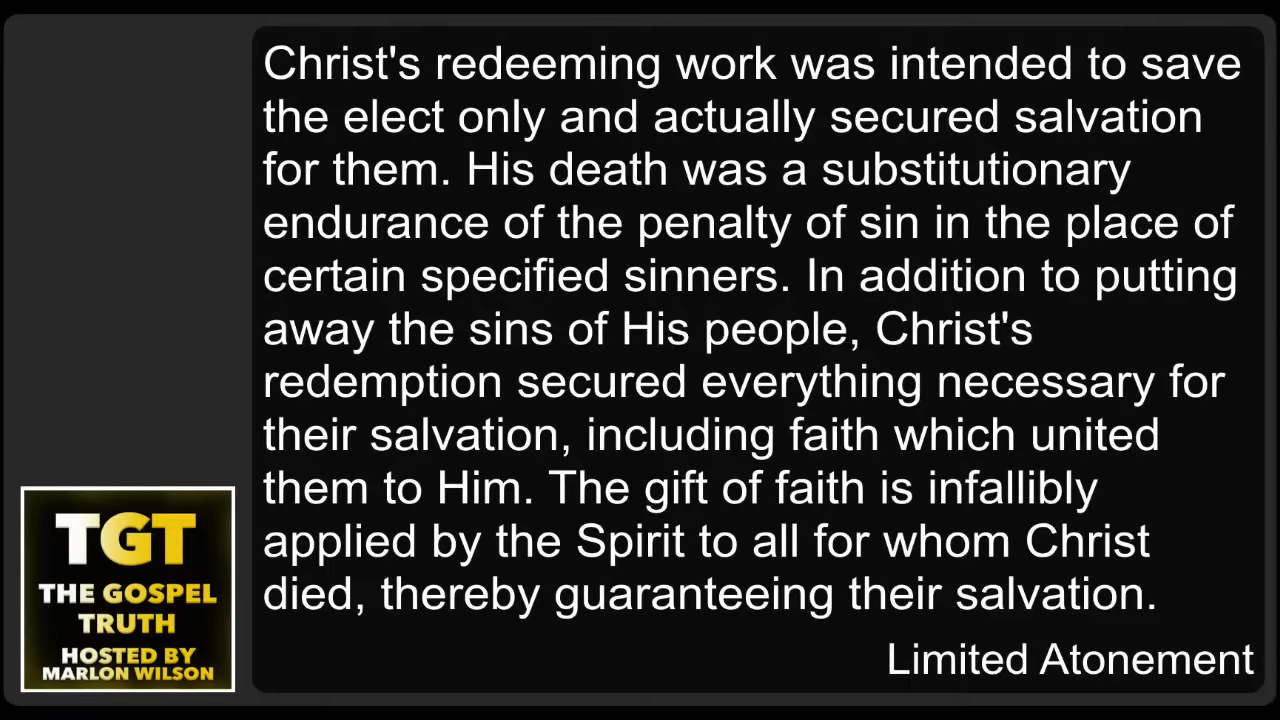 Christ's redeeming work was intended to save
the elect only and actually secured salvation
for them. His death was a substitutionary
endurance of the penalty of sin in the place of
certain specified sinners. In addition to putting
away the sins of His people, Christ's
redemption secured everything necessary for
their salvation, including faith which united
them to Him. The gift of faith is infallibly
applied by the Spirit to all for whom Christ
died, thereby guaranteeing their salvation.
Limited Atonement
TGT
THE GOSPEL
TRUTH
HOSTED BY
MARLON WILSON